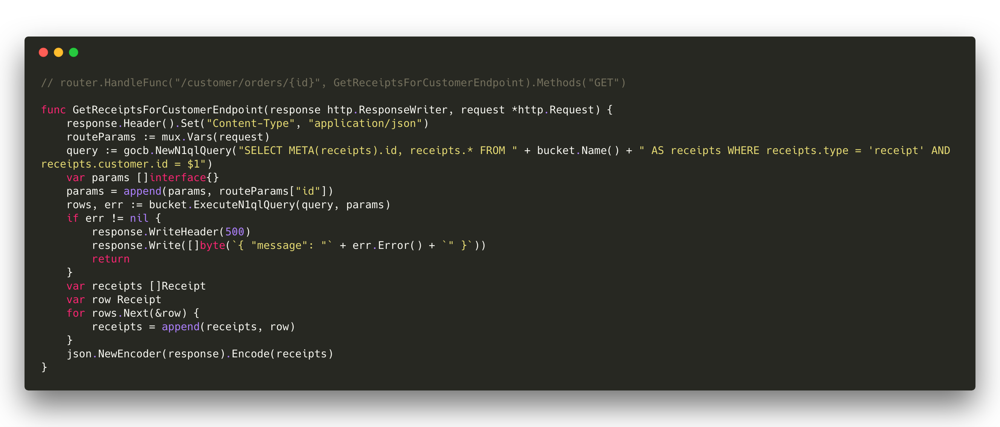 // router.HandleFunc("/customer/orders/{id}", GetReceiptsForCustomerEndpoint).Methods("GET")

func GetReceiptsForCustomerEndpoint(response http.ResponseWriter, request *http.Request) {
    response.Header().Set("Content-Type", "application/json")
    routeParams := mux.Vars(request)
    query := gocb.NewN1qlQuery("SELECT META(receipts).id, receipts.* FROM " + bucket.Name() + " AS receipts WHERE receipts.type = 'receipt' AND
receipts.customer.id = $1")
    var params []interface{}
    params = append(params, routeParams["id"])
    rows, err := bucket.ExecuteN1qlQuery(query, params)
    if err != nil {
        response.WriteHeader(500)
        response.Write([]byte(`{ "message": "` + err.Error() + `" }`))
        return
    }
    var receipts []Receipt
    var row Receipt
    for rows.Next(&row) {
        receipts = append(receipts, row)
    }
    json.NewEncoder(response).Encode(receipts)
}